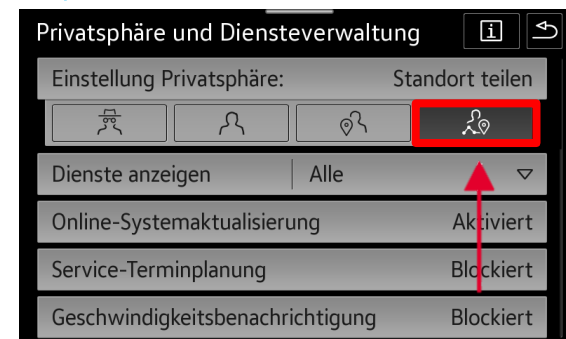 Privatsphäre und Diensteverwaltung i
Einstellung Privatsphäre: Standort teilen
Dienste anzeigen Alle
Online-Systemaktualisierung Aktiviert
Service-Terminplanung Blockiert
Geschwindigkeitsbenachrichtigung Blockiert